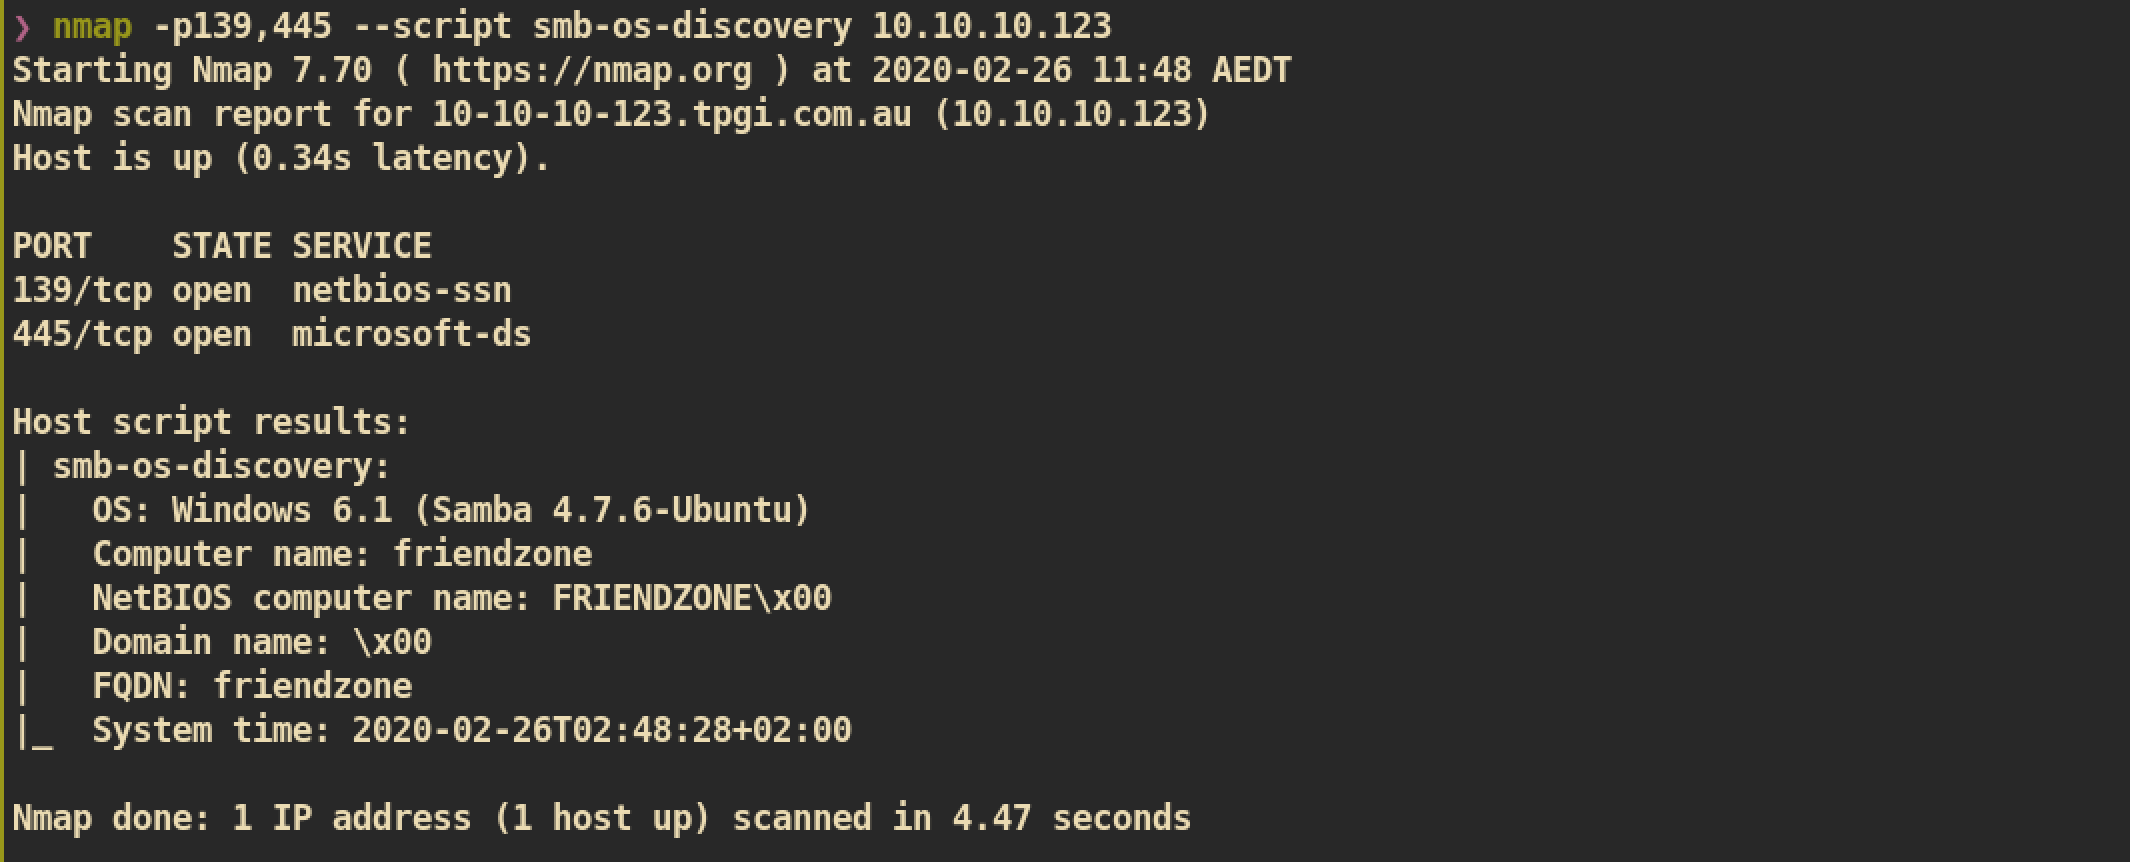 ❯ nmap -p139,445 --script smb-os-discovery 10.10.10.123
Starting Nmap 7.70 ( https://nmap.org ) at 2020-02-26 11:48 AEDT
Nmap scan report for 10-10-10-123.tpgi.com.au (10.10.10.123)
Host is up (0.34s latency).
PORT    STATE SERVICE
139/tcp open  netbios-ssn
445/tcp open  microsoft-ds
Host script results:
| smb-os-discovery:
|   OS: Windows 6.1 (Samba 4.7.6-Ubuntu)
|   Computer name: friendzone
|   NetBIOS computer name: FRIENDZONE\x00
|   Domain name: \x00
|   FQDN: friendzone
|_  System time: 2020-02-26T02:48:28+02:00
Nmap done: 1 IP address (1 host up) scanned in 4.47 seconds